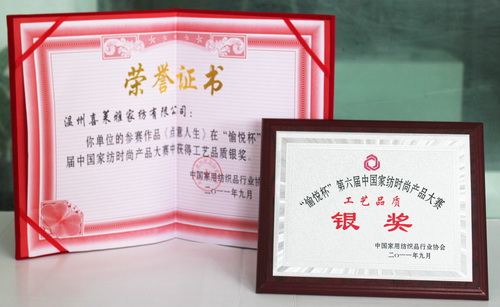 荣誉证书
温州喜莱雅家纺有限公司：
你单位的参赛作品《点意人生》在“愉悦杯”
届中国家纺时尚产品大赛中获得工艺品质银奖。
中国家用纺织品行业协
二〇一一年九月
“愉悦杯”第六届中国家纺时尚产品大赛
工艺品质
银奖
中国家用纺织品行业协会
二〇一一年九月